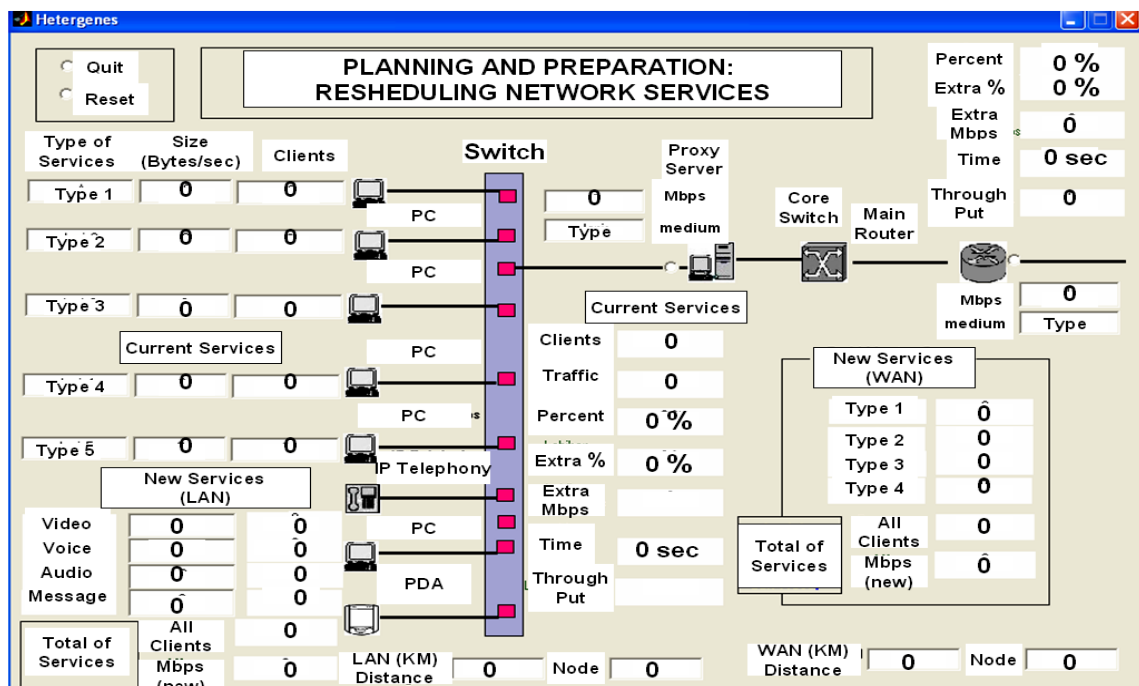 Hetergenes
Quit
Reset
PLANNING AND PREPARATION:
RESHEDULING NETWORK SERVICES
Percent 0 %
Extra % 0 %
Extra
Mbps 0
Time 0 sec
Through
Put 0
Type of
Services
Size
(Bytes/sec)
Clients
Switch
Proxy
Server
Type 1 0 0
PC
0 Mbps
Type medium
Core
Switch
Main
Router
Type 2 0 0
PC
Type 3 0 0
Current Services
PC
Mbps 0
medium Type
Current Services
Clients 0
Traffic 0
Percent 0 %
Extra % 0 %
Extra
Mbps
Time 0 sec
Through
Put
Type 4 0 0
PC
Type 5 0 0
IP Telephony
New Services
(LAN)
PC
Video 0 0
Voice 0 0
Audio 0 0
Message 0 0
PDA
Total of
Services
All
Clients 0
Mbps
(new) 0
LAN (KM)
Distance 0
Node 0
New Services
(WAN)
Type 1 0
Type 2 0
Type 3 0
Type 4 0
Total of
Services
All
Clients 0
Mbps
(new) 0
WAN (KM)
Distance 0
Node 0